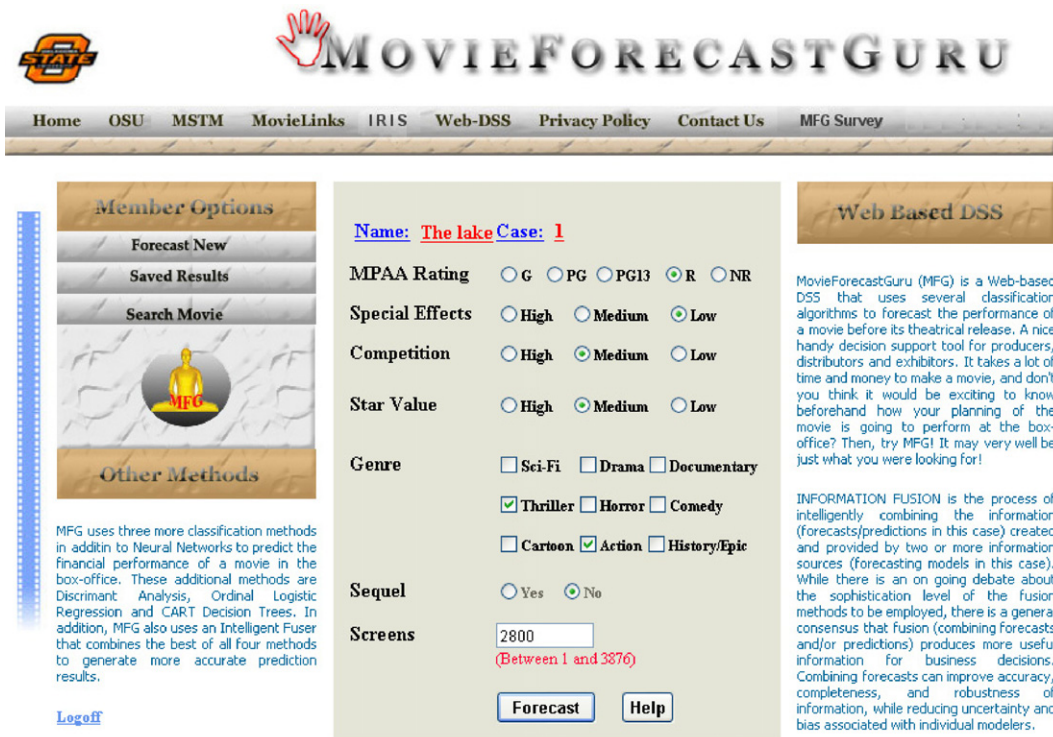 OKLAHOMA
STATE
MOVIEFORECASTGURU
Home OSU MSTM MovieLinks IRIS Web-DSS Privacy Policy Contact Us MFG Survey
Member Options
Forecast New
Saved Results
Search Movie
MFG
Other Methods
MFG uses three more classification methods
in additin to Neural Networks to predict the
financial performance of a movie in the
box-office. These additional methods are
Discrimant Analysis, Ordinal Logistic
Regression and CART Decision Trees. In
addition, MFG also uses an Intelligent Fuser
that combines the best of all four methods
to generate more accurate prediction
results.
Logoff
Name: The lake Case: 1
MPAA Rating G PG PG13 R NR
Special Effects High Medium Low
Competition High Medium Low
Star Value High Medium Low
Genre Sci-Fi Drama Documentary
Thriller Horror Comedy
Cartoon Action History/Epic
Sequel Yes No
Screens 2800
(Between 1 and 3876)
Forecast Help
Web Based DSS
MovieForecastGuru (MFG) is a Web-based
DSS that uses several classification
algorithms to forecast the performance of
a movie before its theatrical release. A nice
handy decision support tool for producers,
distributors and exhibitors. It takes a lot of
time and money to make a movie, and don't
you think it would be exciting to know
beforehand how your planning of the
movie is going to perform at the box-
office? Then, try MFG! It may very well be
just what you were looking for!
INFORMATION FUSION is the process of
intelligently combining the information
(forecasts/predictions in this case) created
and provided by two or more information
sources (forecasting models in this case).
While there is an on going debate about
the sophistication level of the fusion
methods to be employed, there is a genera
consensus that fusion (combining forecasts
and/or predictions) produces more usefu
information for business decisions.
Combining forecasts can improve accuracy,
completeness, and robustness of
information, while reducing uncertainty and
bias associated with individual modelers.